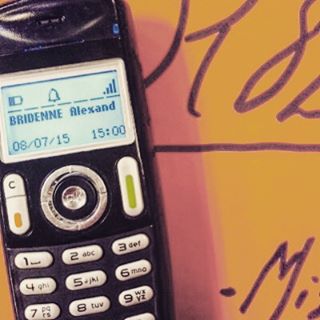 BRIDENNE Alexand
08/07/15 15:00
C
1 2 abc 3 def
4 ghi 5 jkl 6 mno
7 pqrs 8 tuv 9 wxyz